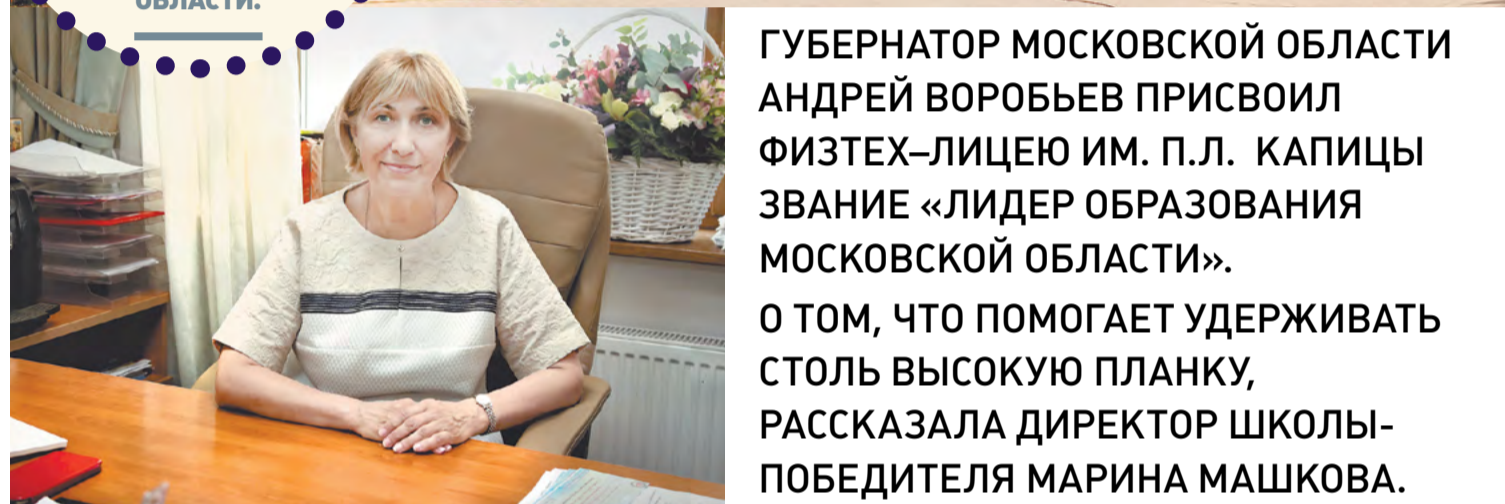 ОБЛАСТИ.
ГУБЕРНАТОР МОСКОВСКОЙ ОБЛАСТИ
АНДРЕЙ ВОРОБЬЕВ ПРИСВОИЛ
ФИЗТЕХ–ЛИЦЕЮ ИМ. П.Л. КАПИЦЫ
ЗВАНИЕ «ЛИДЕР ОБРАЗОВАНИЯ
МОСКОВСКОЙ ОБЛАСТИ».
О ТОМ, ЧТО ПОМОГАЕТ УДЕРЖИВАТЬ
СТОЛЬ ВЫСОКУЮ ПЛАНКУ,
РАССКАЗАЛА ДИРЕКТОР ШКОЛЫ-
ПОБЕДИТЕЛЯ МАРИНА МАШКОВА.